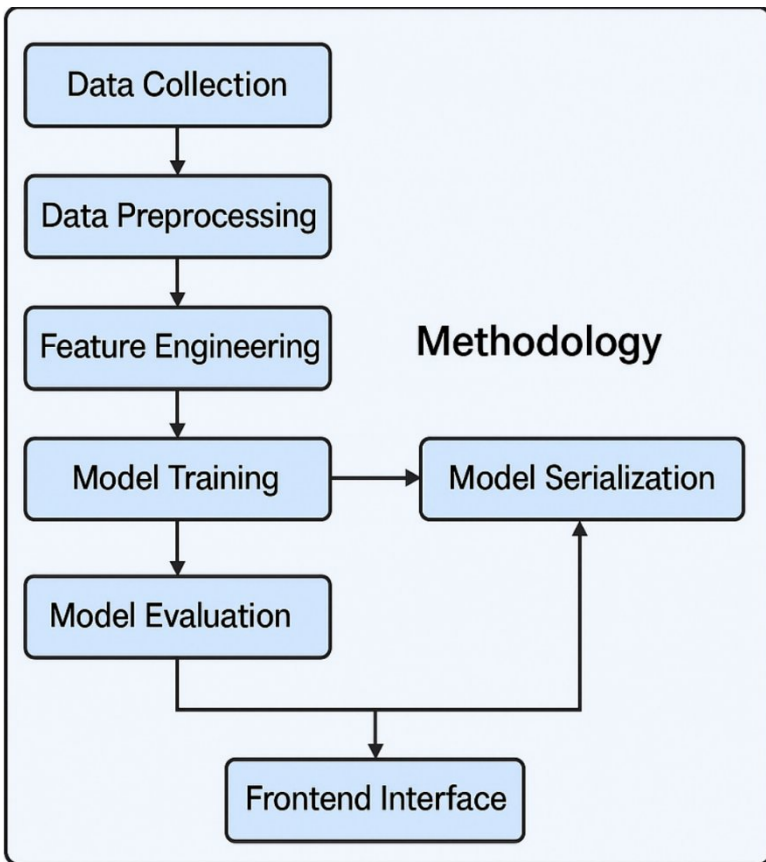 Data Collection
Data Preprocessing
Feature Engineering
Methodology
Model Training
Model Serialization
Model Evaluation
Frontend Interface